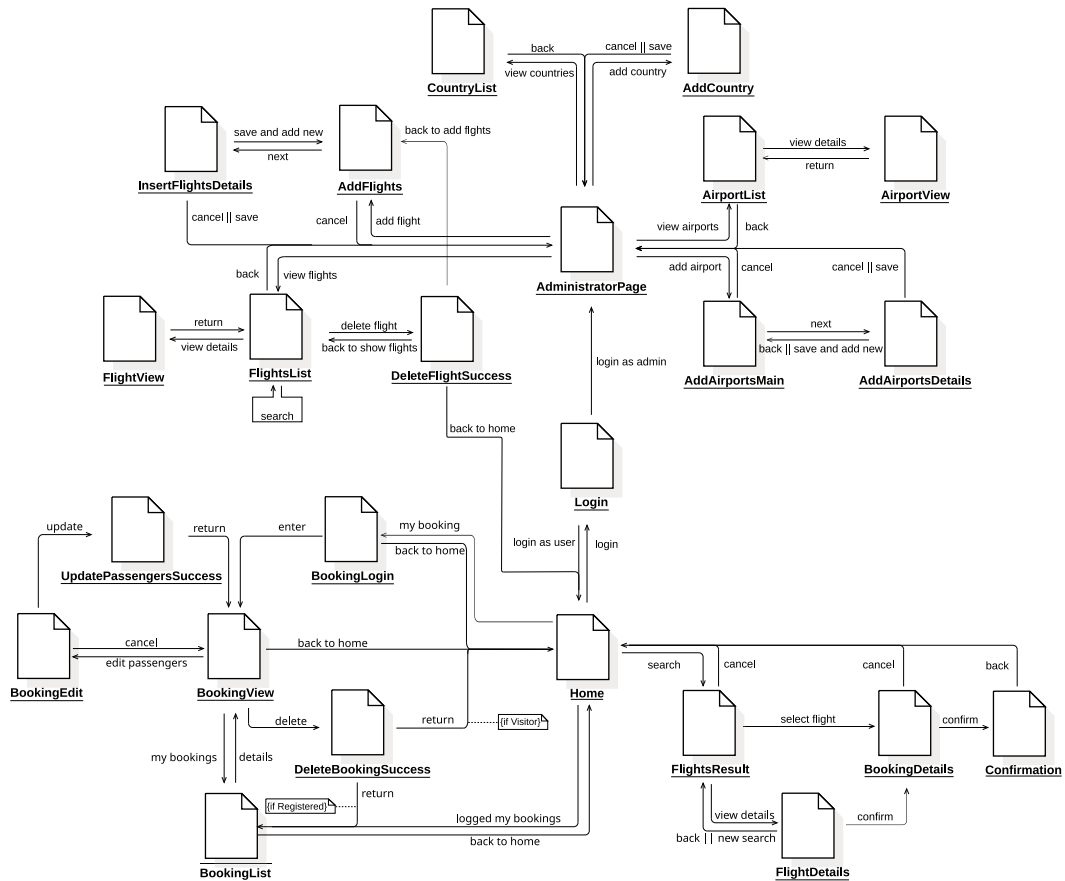 back
cancel || save
view countries
add country
CountryList
AddCountry
save and add new
back to add flghts
next
view details
return
InsertFlightsDetails
AddFlights
AirportList
AirportView
cancel || save
cancel
add flight
view airports
back
back
view flights
add airport
cancel
cancel || save
AdministratorPage
return
view details
delete flight
back to show flights
next
back || save and add new
FlightView
FlightsList
DeleteFlightSuccess
AddAirportsMain
AddAirportsDetails
login as admin
search
back to home
Login
update
return
enter
my booking
back to home
login as user
login
UpdatePassengersSuccess
BookingLogin
cancel
edit passengers
back to home
search
cancel
cancel
back
BookingEdit
BookingView
Home
delete
return
{if Visitor}
select flight
confirm
my bookings
details
DeleteBookingSuccess
FlightsResult
BookingDetails
Confirmation
return
{if Registered}
logged my bookings
back to home
view details
back || new search
confirm
BookingList
FlightDetails